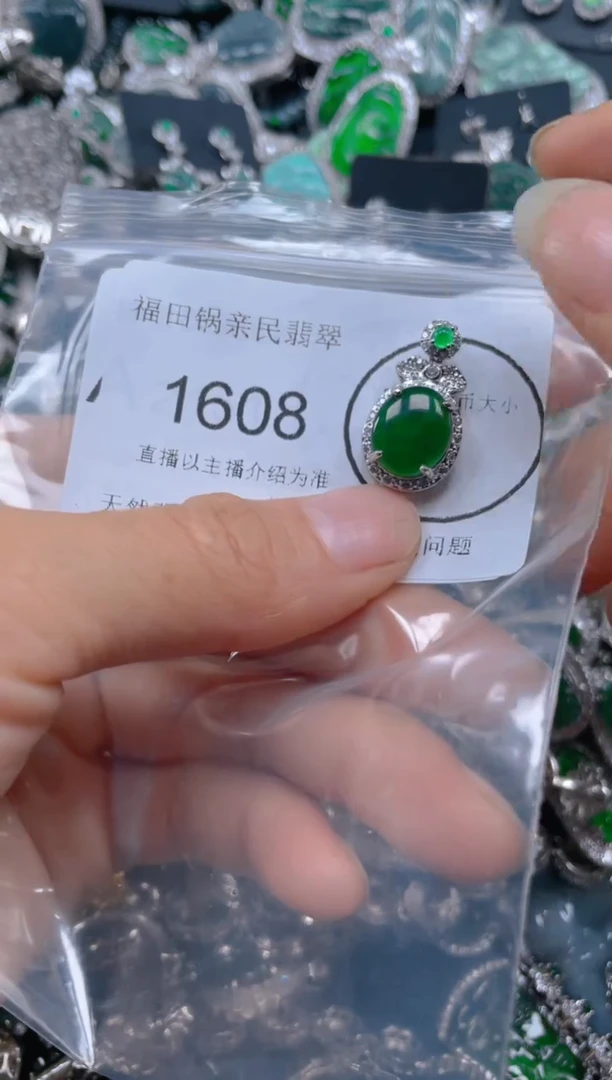 福田锅亲民翡翠
1608
币大小
直播以主播介绍为准
天然
问题